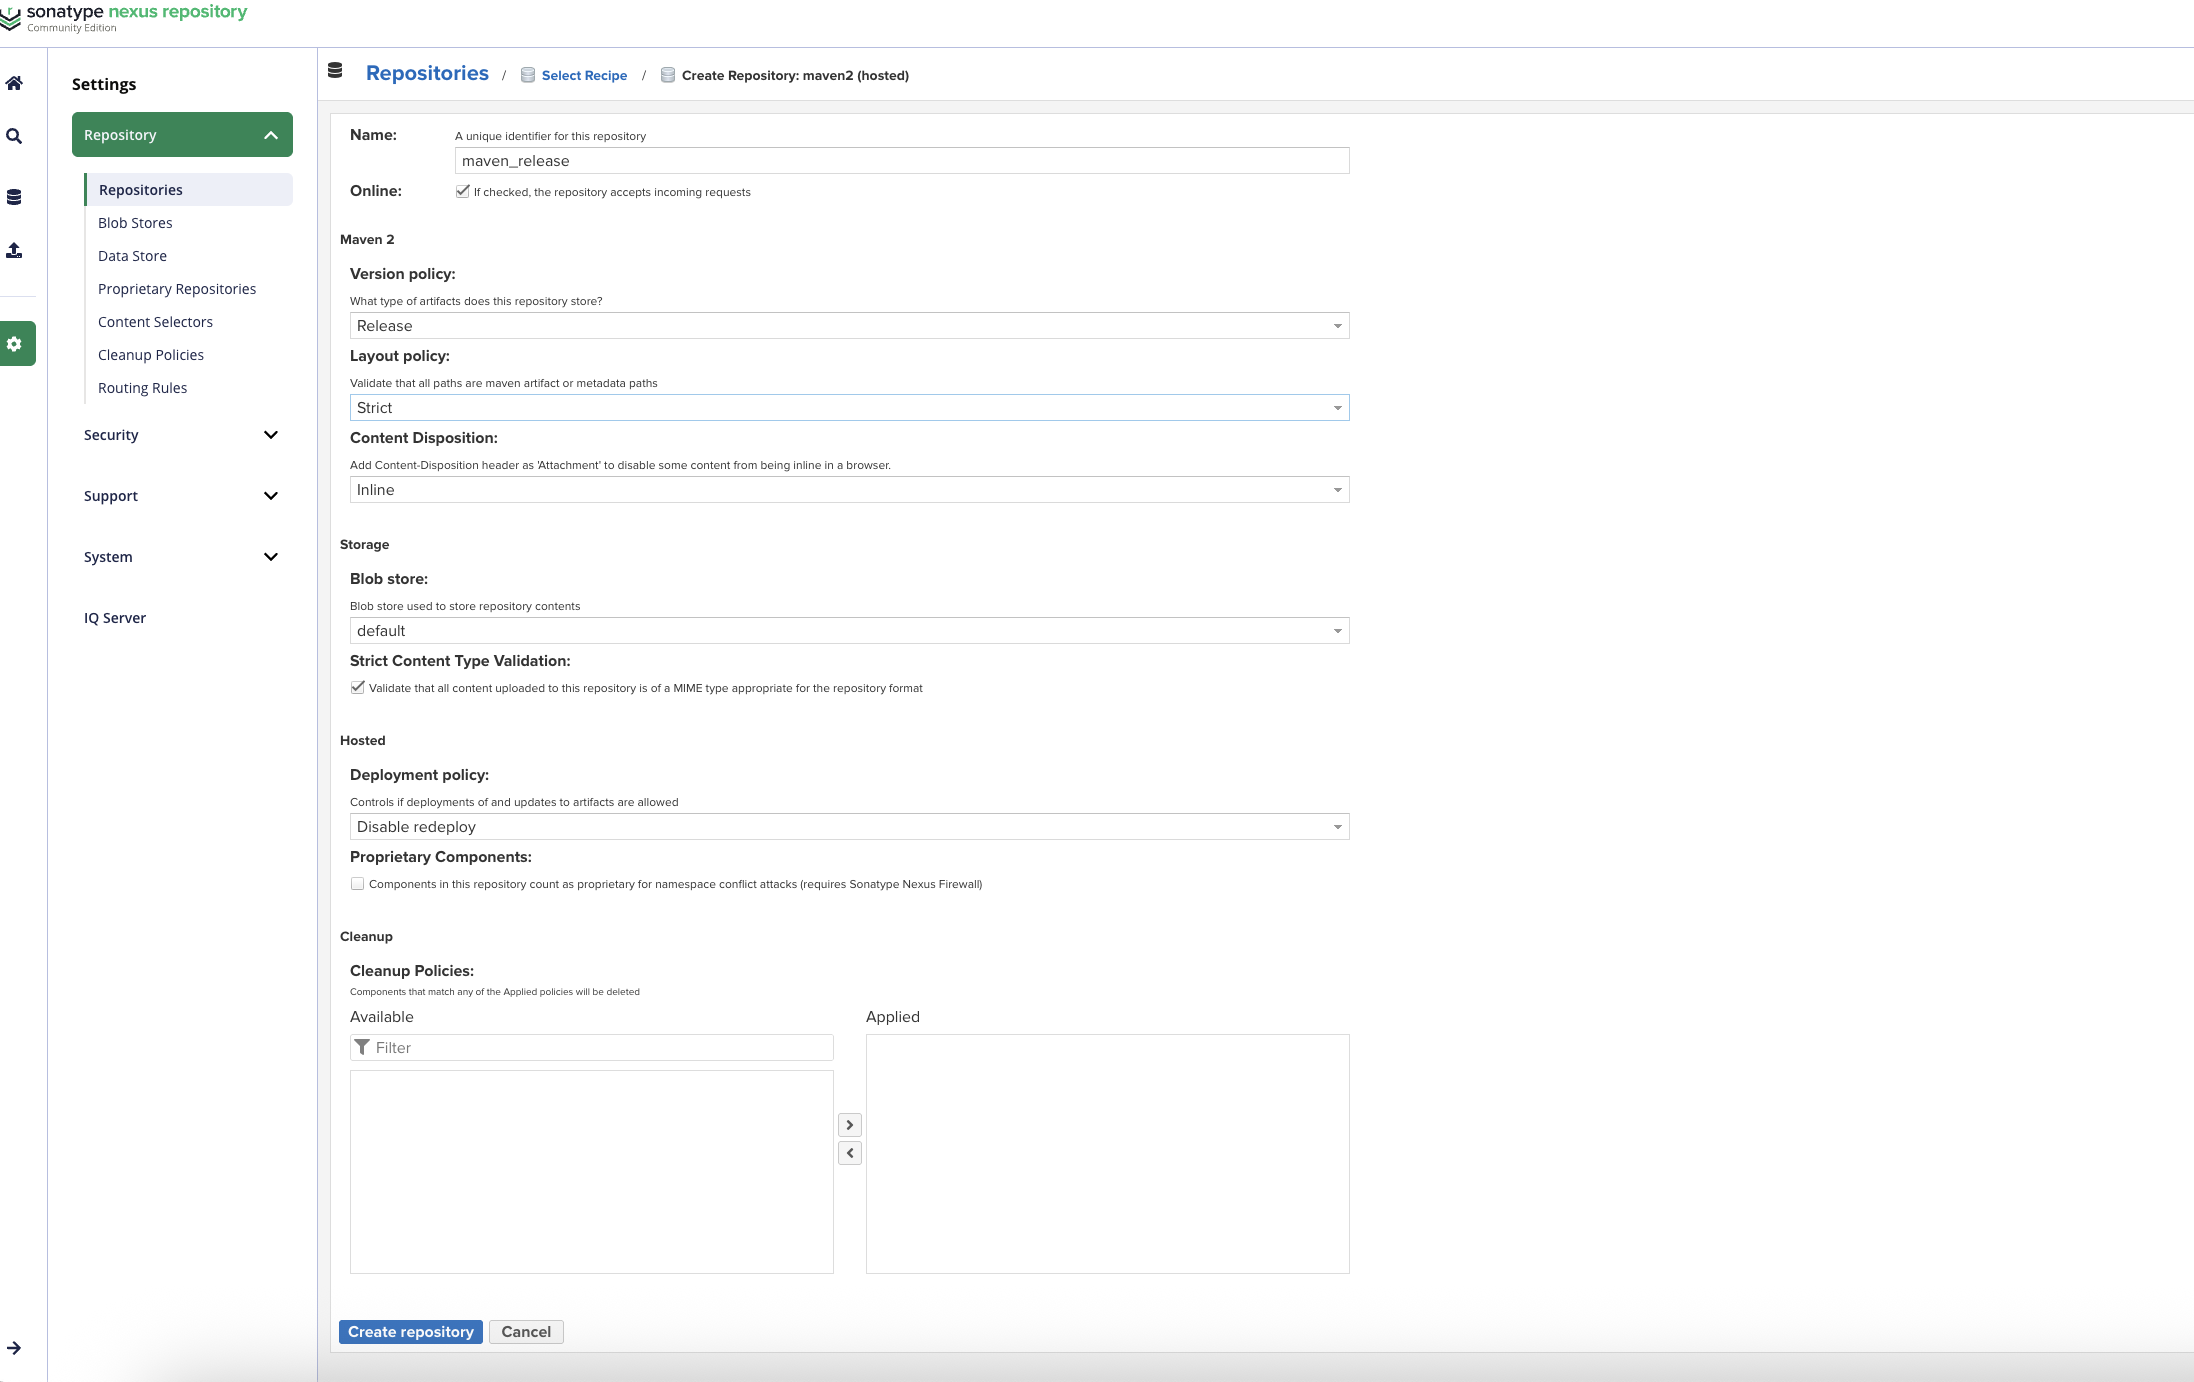 sonatype nexus repository
Community Edition
Settings
Repository
Repositories
Blob Stores
Data Store
Proprietary Repositories
Content Selectors
Cleanup Policies
Routing Rules
Security
Support
System
IQ Server
Repositories / Select Recipe / Create Repository: maven2 (hosted)
Name:
A unique identifier for this repository
maven_release
Online:
If checked, the repository accepts incoming requests
Maven 2
Version policy:
What type of artifacts does this repository store?
Release
Layout policy:
Validate that all paths are maven artifact or metadata paths
Strict
Content Disposition:
Add Content-Disposition header as 'Attachment' to disable some content from being inline in a browser.
Inline
Storage
Blob store:
Blob store used to store repository contents
default
Strict Content Type Validation:
Validate that all content uploaded to this repository is of a MIME type appropriate for the repository format
Hosted
Deployment policy:
Controls if deployments of and updates to artifacts are allowed
Disable redeploy
Proprietary Components:
Components in this repository count as proprietary for namespace conflict attacks (requires Sonatype Nexus Firewall)
Cleanup
Cleanup Policies:
Components that match any of the Applied policies will be deleted
Available
Applied
Filter
Create repository
Cancel